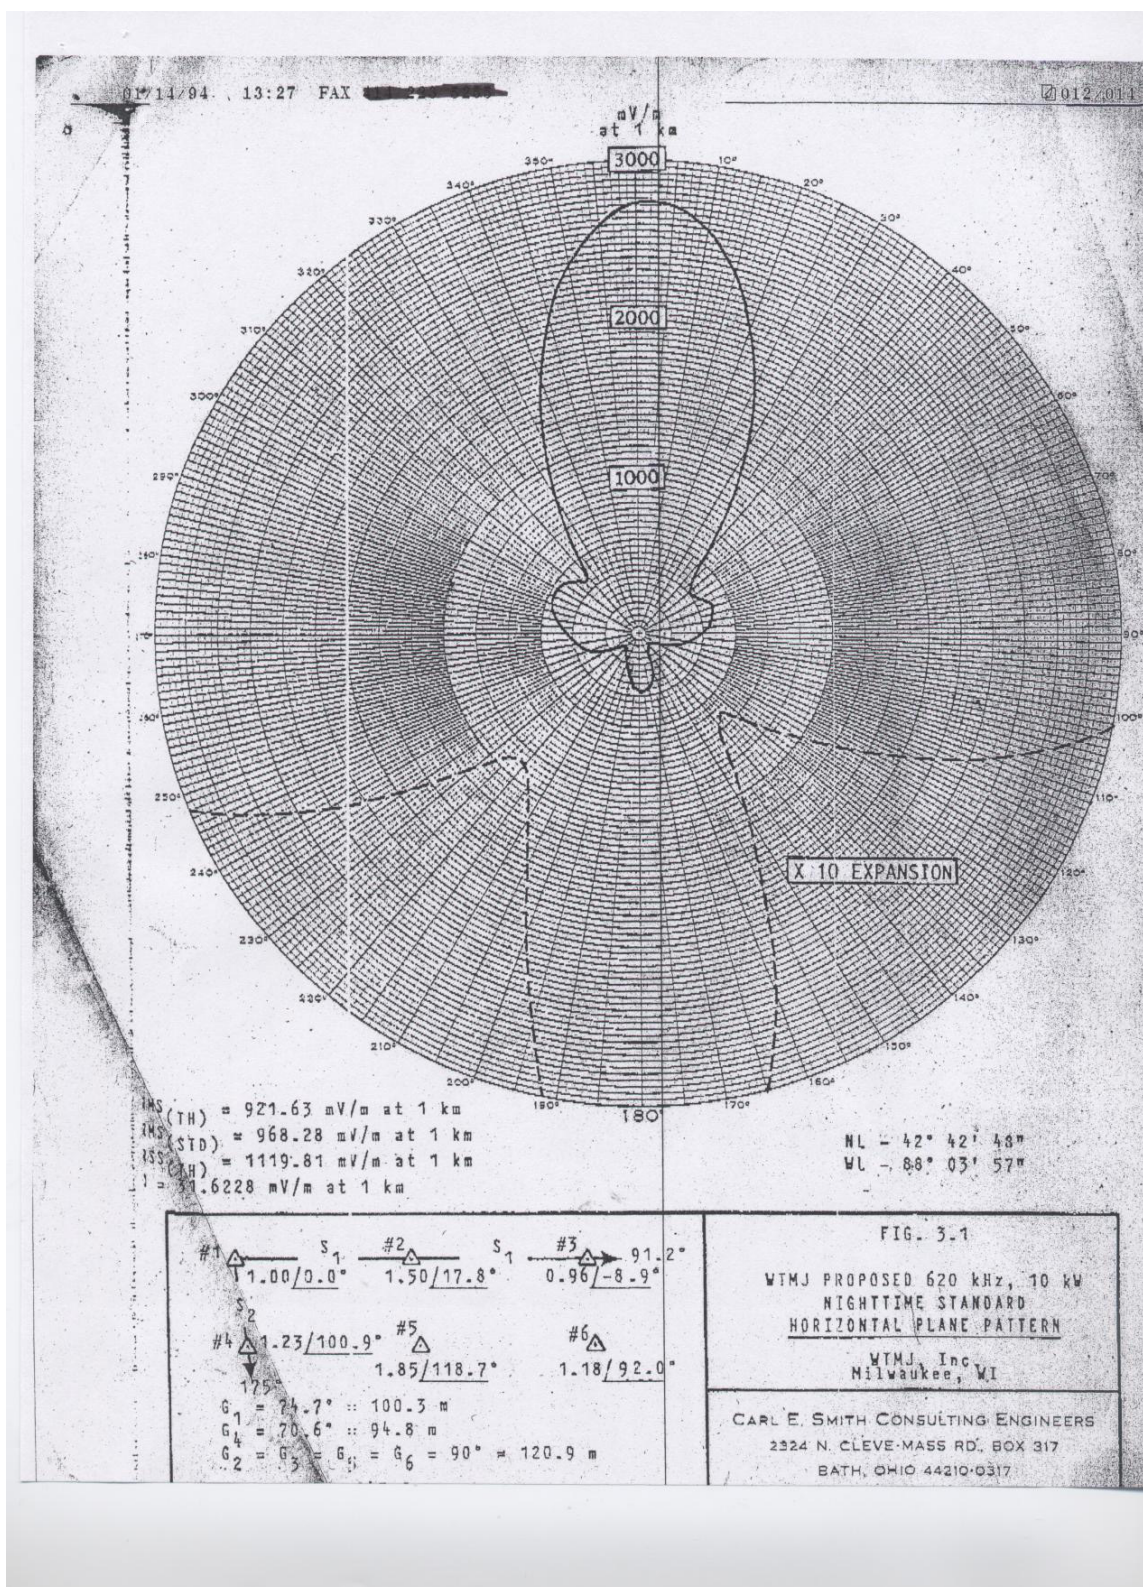 01/14/94 13:27 FAX
012/014
mV/m
at 1 km
3000
350° 10°
340° 20°
330° 30°
320° 40°
310° 50°
2000
300° 60°
290° 70°
1000
80°
90°
100°
250° 110°
X 10 EXPANSION
240° 120°
230° 130°
220° 140°
210° 150°
200° 160°
190° 180° 170°
(TH) = 921.63 mV/m at 1 km
(STD) = 968.28 mV/m at 1 km
(TH) = 1119.81 mV/m at 1 km
= 31.6228 mV/m at 1 km
NL - 42° 42' 48"
WL - 88° 03' 57"
#1 S1 #2 S1 #3 91.2°
1.00/0.0° 1.50/17.8° 0.96/-8.9°
S2
#4 1.23/100.9° #5 #6
1.85/118.7° 1.18/92.0°
175°
G1 = 74.7° = 100.3 m
G4 = 70.6° = 94.8 m
G2 = G3 = G5 = G6 = 90° = 120.9 m
FIG. 3.1
WTMJ PROPOSED 620 kHz, 10 kW
NIGHTTIME STANDARD
HORIZONTAL PLANE PATTERN
WTMJ, Inc.
Milwaukee, WI
CARL E. SMITH CONSULTING ENGINEERS
2324 N. CLEVE-MASS RD., BOX 317
BATH, OHIO 44210-0317